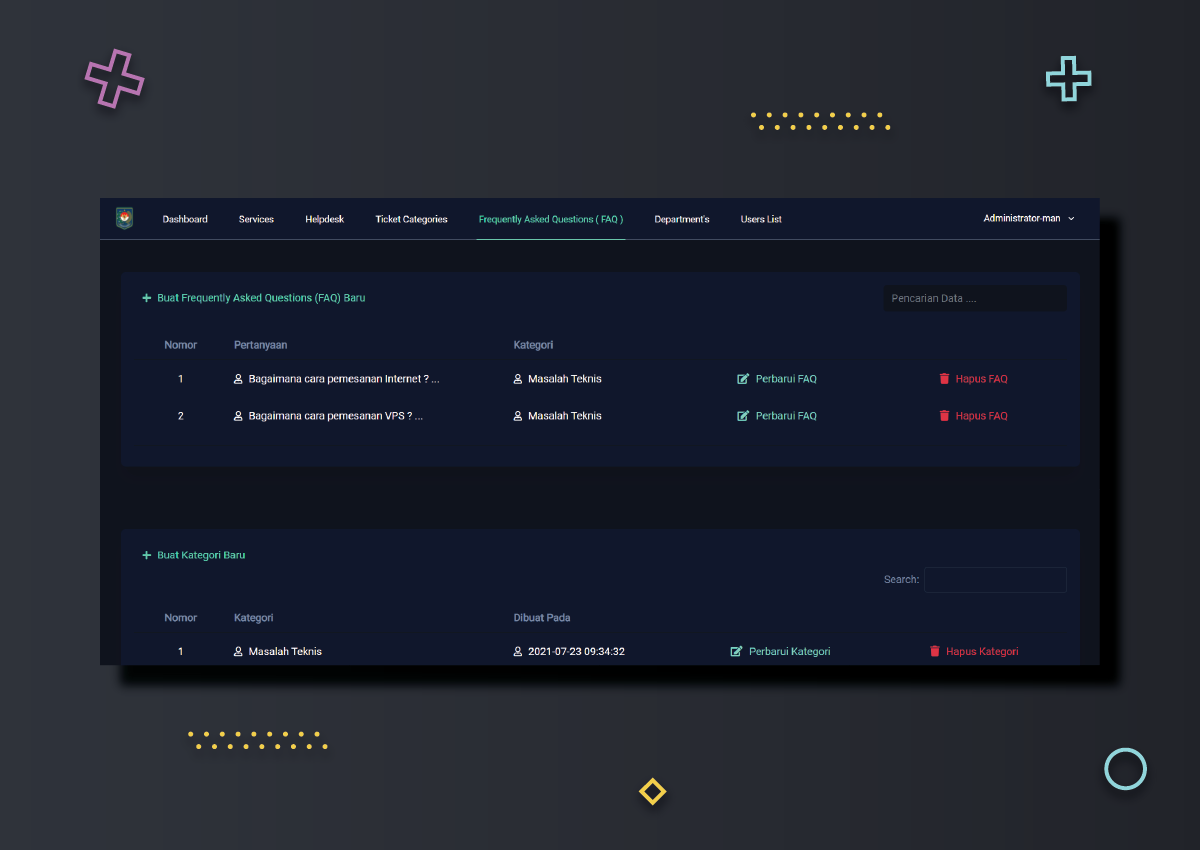 Dashboard Services Helpdesk Ticket Categories Frequently Asked Questions ( FAQ ) Department's Users List Administrator-man
Buat Frequently Asked Questions (FAQ) Baru Pencarian Data ....
Nomor Pertanyaan Kategori
1 Bagaimana cara pemesanan Internet ? ... Masalah Teknis Perbarui FAQ Hapus FAQ
2 Bagaimana cara pemesanan VPS ? ... Masalah Teknis Perbarui FAQ Hapus FAQ
Buat Kategori Baru
Search:
Nomor Kategori Dibuat Pada
1 Masalah Teknis 2021-07-23 09:34:32 Perbarui Kategori Hapus Kategori